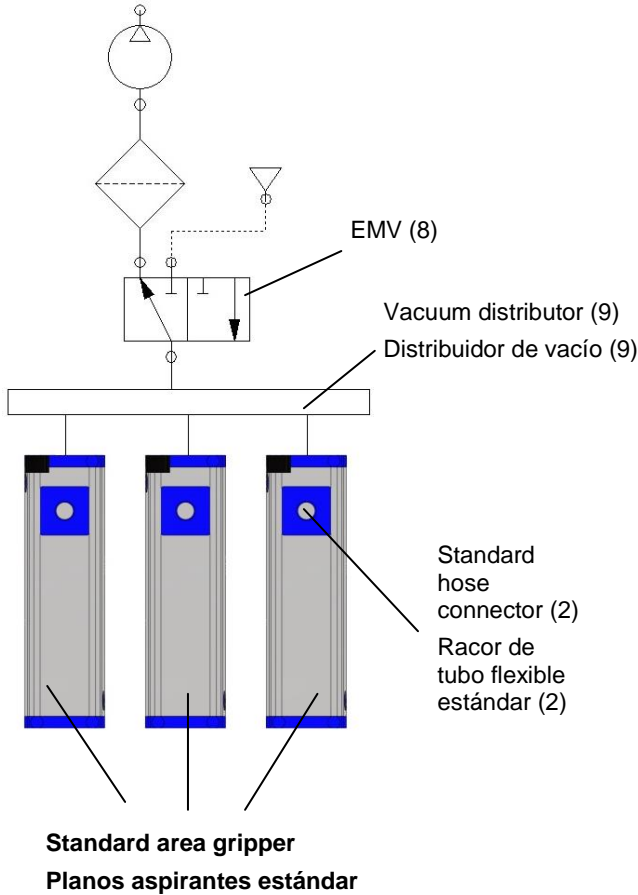 EMV (8)
Vacuum distributor (9)
Distribuidor de vacío (9)
Standard
hose
connector (2)
Racor de
tubo flexible
estándar (2)
Standard area gripper
Planos aspirantes estándar